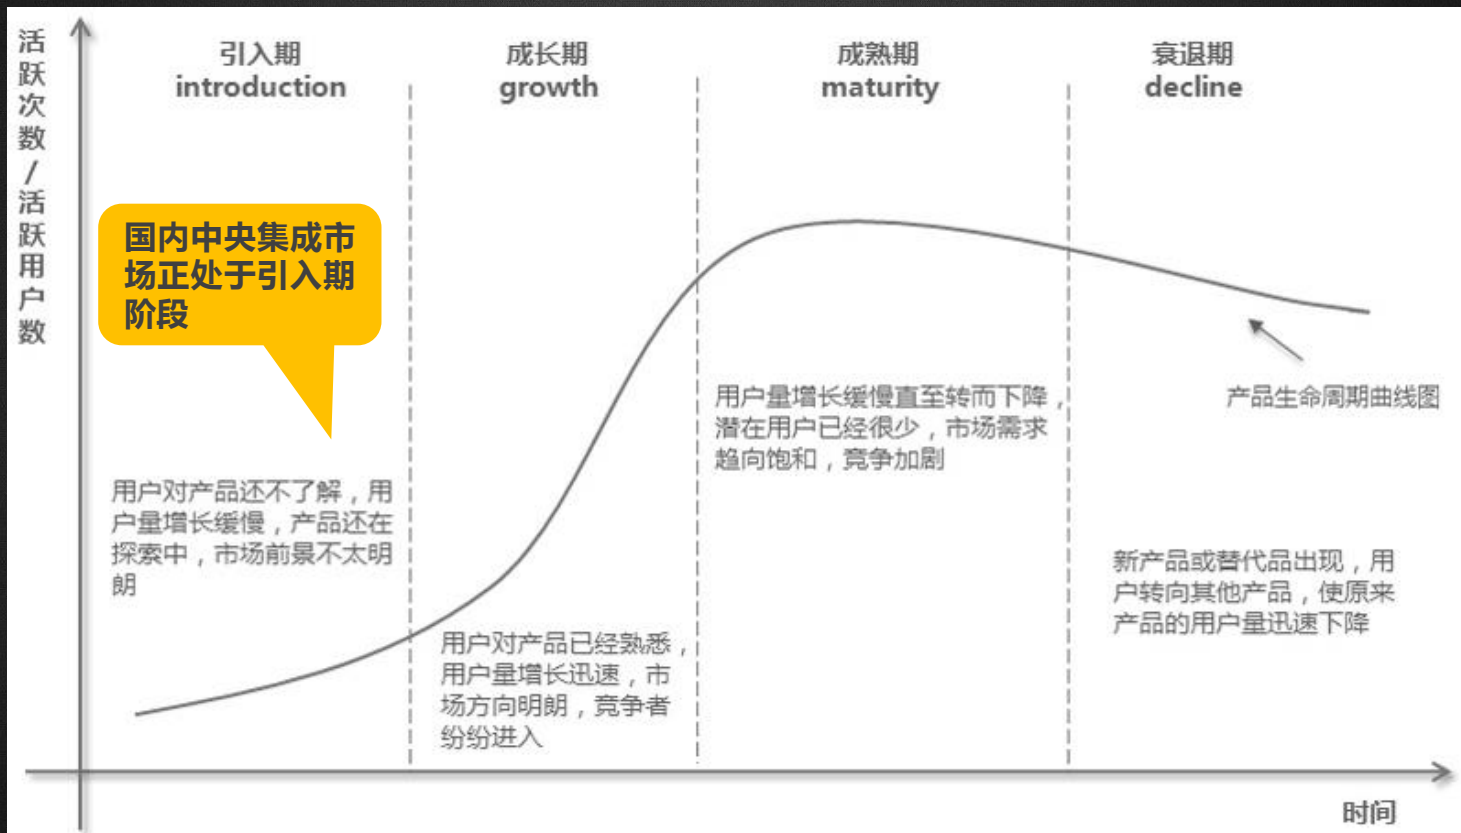 活跃次数/活跃用户数
引入期
introduction
成长期
growth
成熟期
maturity
衰退期
decline
国内中央集成市
场正处于引入期
阶段
用户对产品还不了解，用
户量增长缓慢，产品还在
探索中，市场前景不太明
朗
用户对产品已经熟悉，
用户量增长迅速，市
场方向明朗，竞争者
纷纷进入
用户量增长缓慢直至转而下降，
潜在用户已经很少，市场需求
趋向饱和，竞争加剧
产品生命周期曲线图
新产品或替代品出现，用
户转向其他产品，使原来
产品的用户量迅速下降
时间